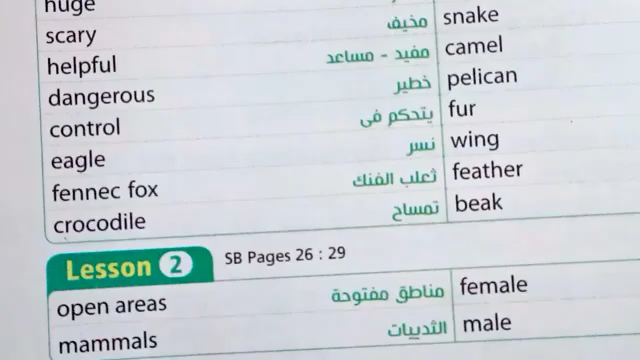 huge
scary مخيف snake
helpful مفيد - مساعد camel
dangerous خطير pelican
control يتحكم فى fur
eagle نسر wing
fennec fox ثعلب الفنك feather
crocodile تمساح beak
Lesson 2 SB Pages 26 : 29
open areas مناطق مفتوحة female
mammals الثدييات male